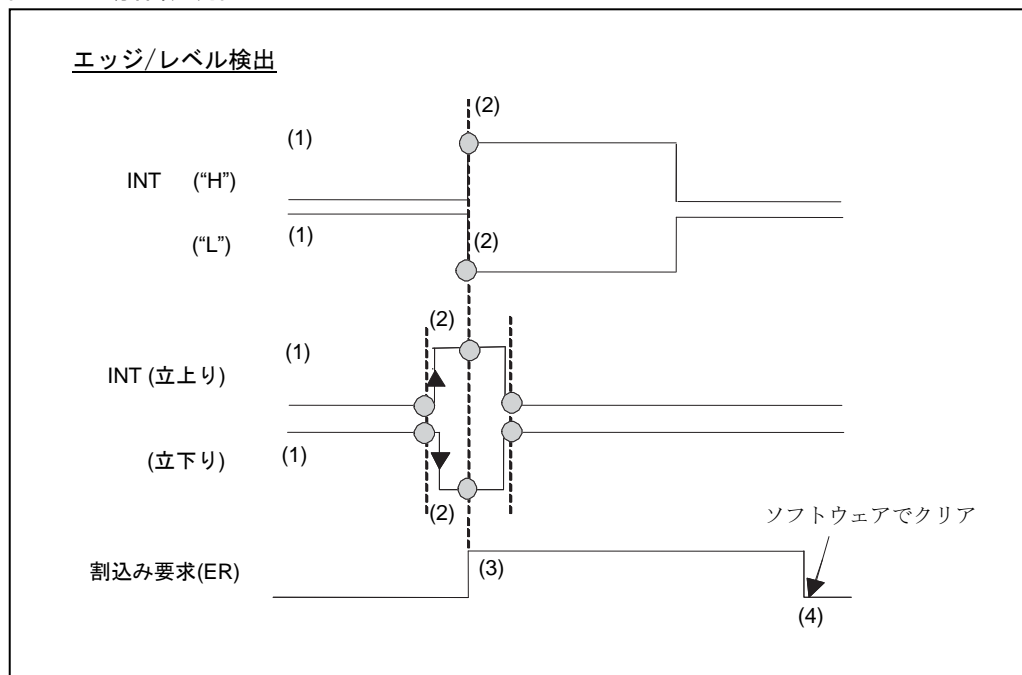 エッジ/レベル検出
(2)
(1)
INT ("H")
(1)
("L")
(2)
(2)
(1)
INT (立上り)
(1)
(立下り)
(2)
ソフトウェアでクリア
割込み要求(ER)
(3)
(4)